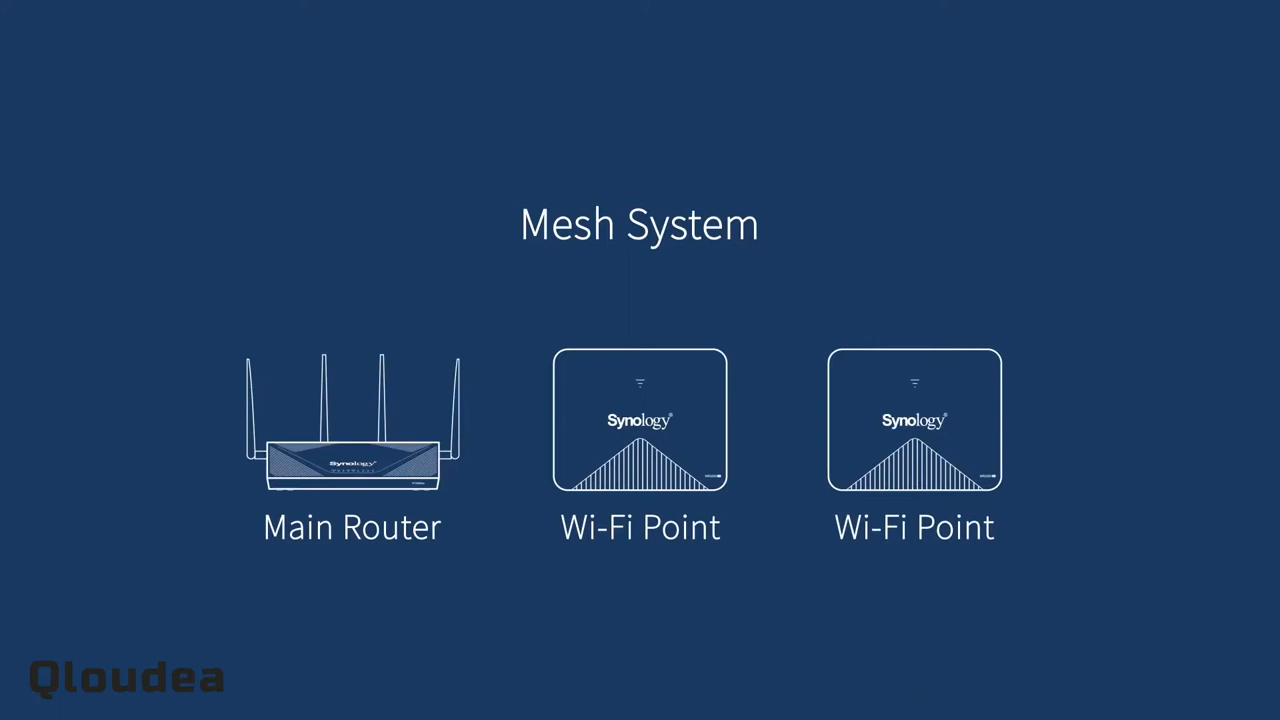 Mesh System
Synology®
Synology®
Synology®
Main Router
Wi-Fi Point
Wi-Fi Point
Qloudea